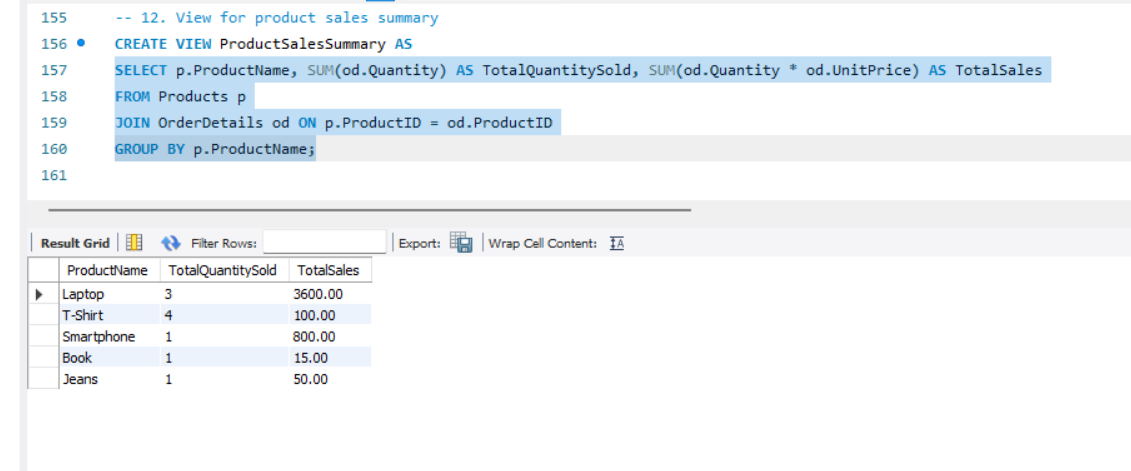 155 -- 12. View for product sales summary
156 CREATE VIEW ProductSalesSummary AS
157 SELECT p.ProductName, SUM(od.Quantity) AS TotalQuantitySold, SUM(od.Quantity * od.UnitPrice) AS TotalSales
158 FROM Products p
159 JOIN OrderDetails od ON p.ProductID = od.ProductID
160 GROUP BY p.ProductName;
161
Result Grid Filter Rows: Export: Wrap Cell Content: IA
ProductName TotalQuantitySold TotalSales
Laptop 3 3600.00
T-Shirt 4 100.00
Smartphone 1 800.00
Book 1 15.00
Jeans 1 50.00